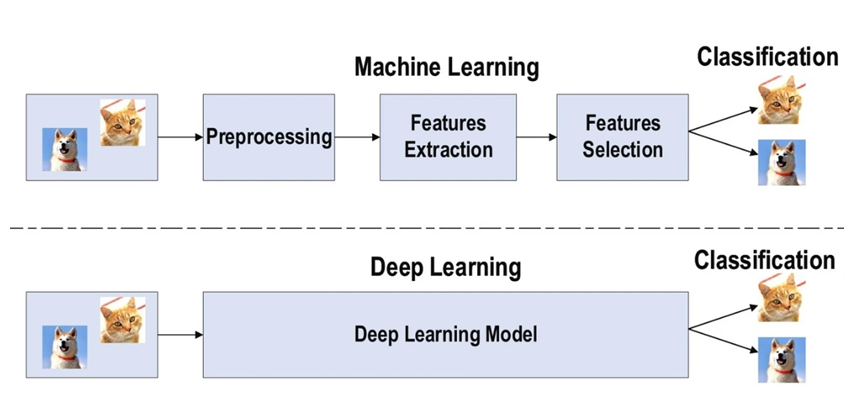 Machine Learning
Classification
Preprocessing
Features
Extraction
Features
Selection
Deep Learning
Classification
Deep Learning Model